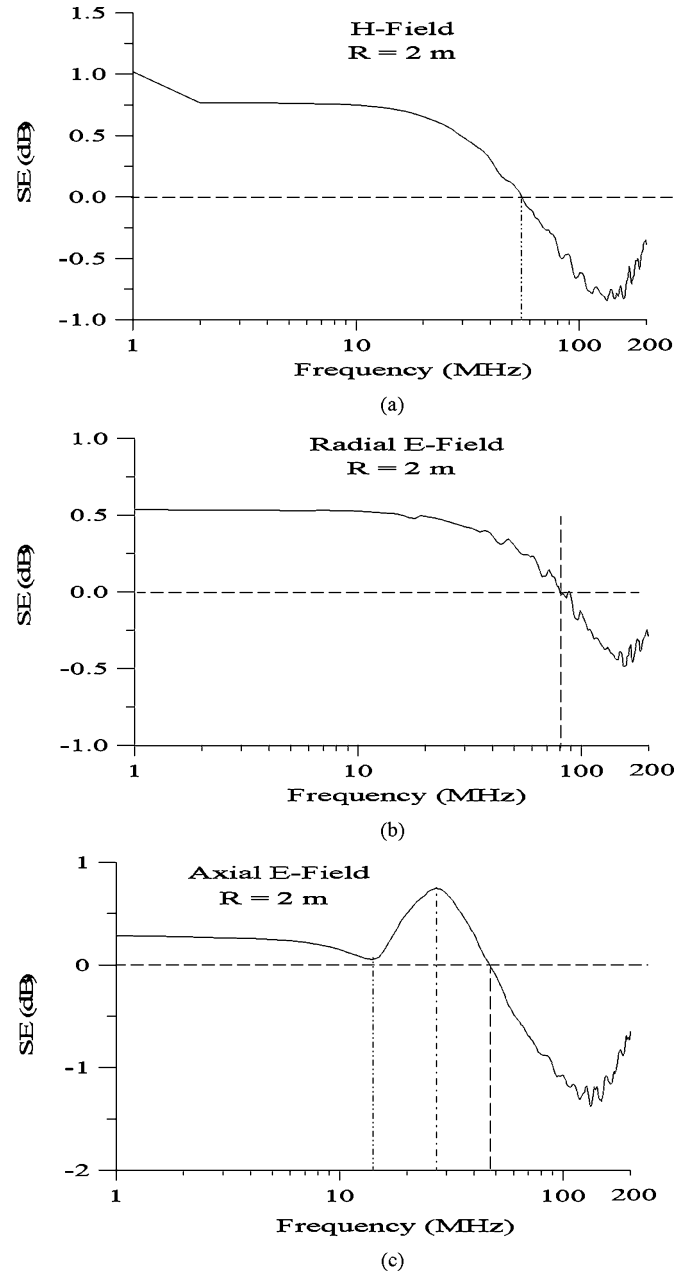 H-Field
R = 2 m
SE (dB)
1.5
1.0
0.5
0.0
-0.5
-1.0
1 10 100 200
Frequency (MHz)
(a)
Radial E-Field
R = 2 m
SE (dB)
1.0
0.5
0.0
-0.5
-1.0
1 10 100 200
Frequency (MHz)
(b)
Axial E-Field
R = 2 m
SE (dB)
1
0
-1
-2
1 10 100 200
Frequency (MHz)
(c)